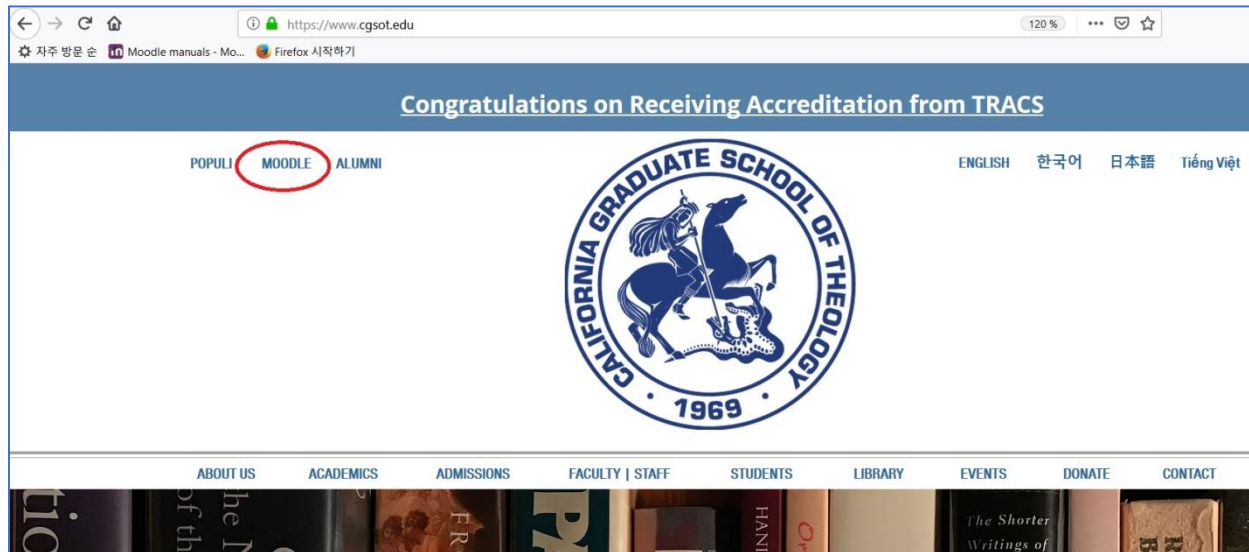 https://www.cgsot.edu
120 %
자주 방문 순 Moodle manuals - Mo... Firefox 시작하기
Congratulations on Receiving Accreditation from TRACS
POPULI MOODLE ALUMNI
ENGLISH 한국어 日本語 Tiếng Việt
CALIFORNIA GRADUATE SCHOOL OF THEOLOGY
· 1969 ·
ABOUT US ACADEMICS ADMISSIONS FACULTY | STAFF STUDENTS LIBRARY EVENTS DONATE CONTACT
The Shorter
Writings of